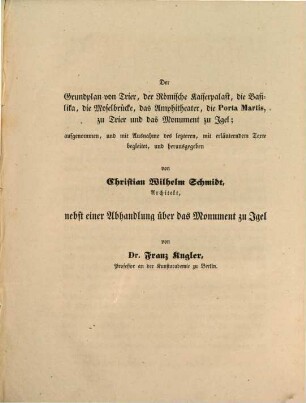 Der
Grundplan von Trier, der Römische Kaiserpalast, die Basi-
lika, die Moselbrücke, das Amphitheater, die Porta Martis,
zu Trier und das Monument zu Igel;
aufgenommen, und mit Ausnahme des lezteren, mit erläuterndem Texte
begleitet, und herausgegeben
von
Christian Wilhelm Schmidt,
Architekt,
nebst einer Abhandlung über das Monument zu Igel
von
Dr. Franz Kugler,
Professor an der Kunstacademie zu Berlin.